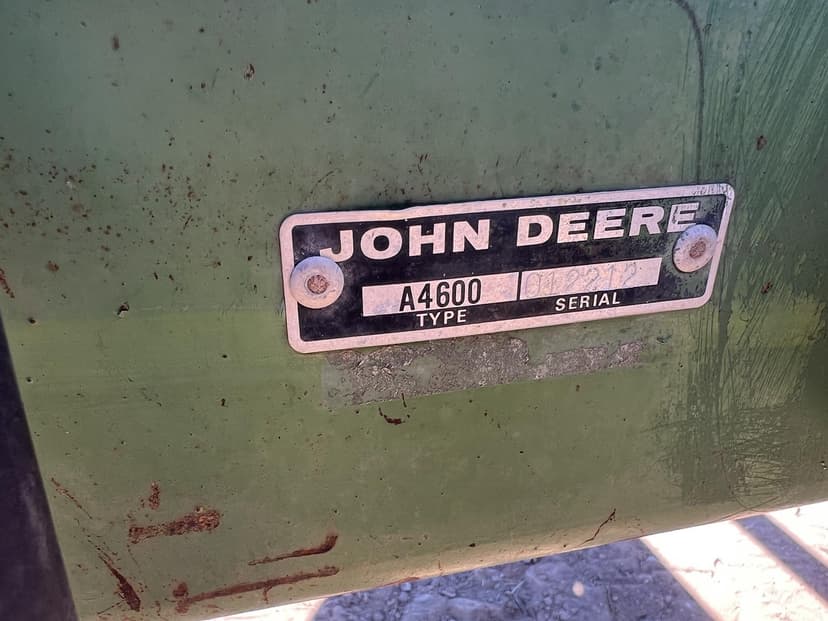 JOHN DEERE
A4600 012212
TYPE SERIAL